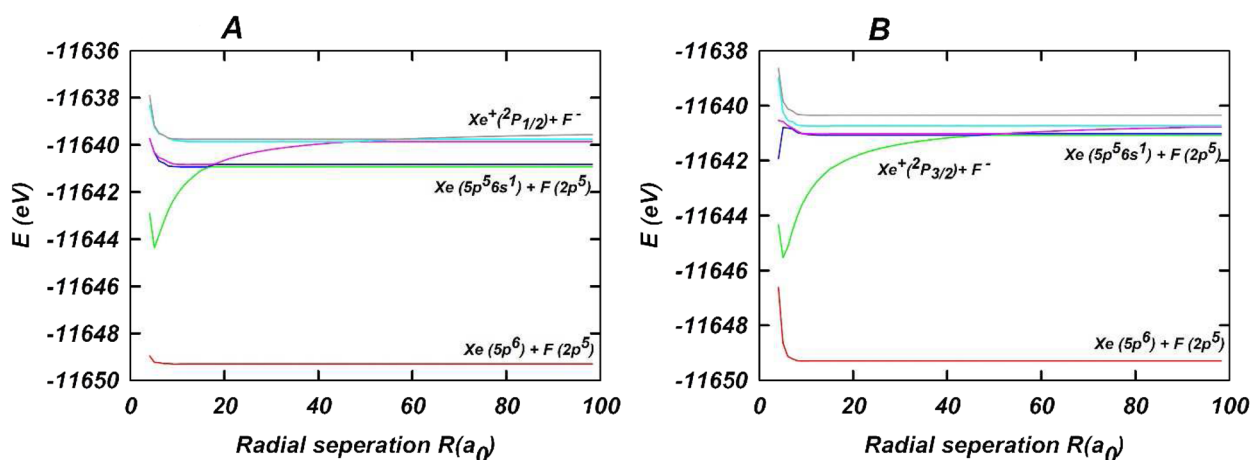 A
-11636
-11638
-11640
-11642
-11644
-11646
-11648
-11650
E (eV)
Xe⁺(²P₁/₂)+ F⁻
Xe (5p⁵6s¹) + F (2p⁵)
Xe (5p⁶) + F (2p⁵)
0 20 40 60 80 100
Radial seperation R(a₀)
B
-11638
-11640
-11642
-11644
-11646
-11648
-11650
E (eV)
Xe (5p⁵6s¹) + F (2p⁵)
Xe⁺(²P₃/₂)+ F⁻
Xe (5p⁶) + F (2p⁵)
0 20 40 60 80 100
Radial seperation R(a₀)